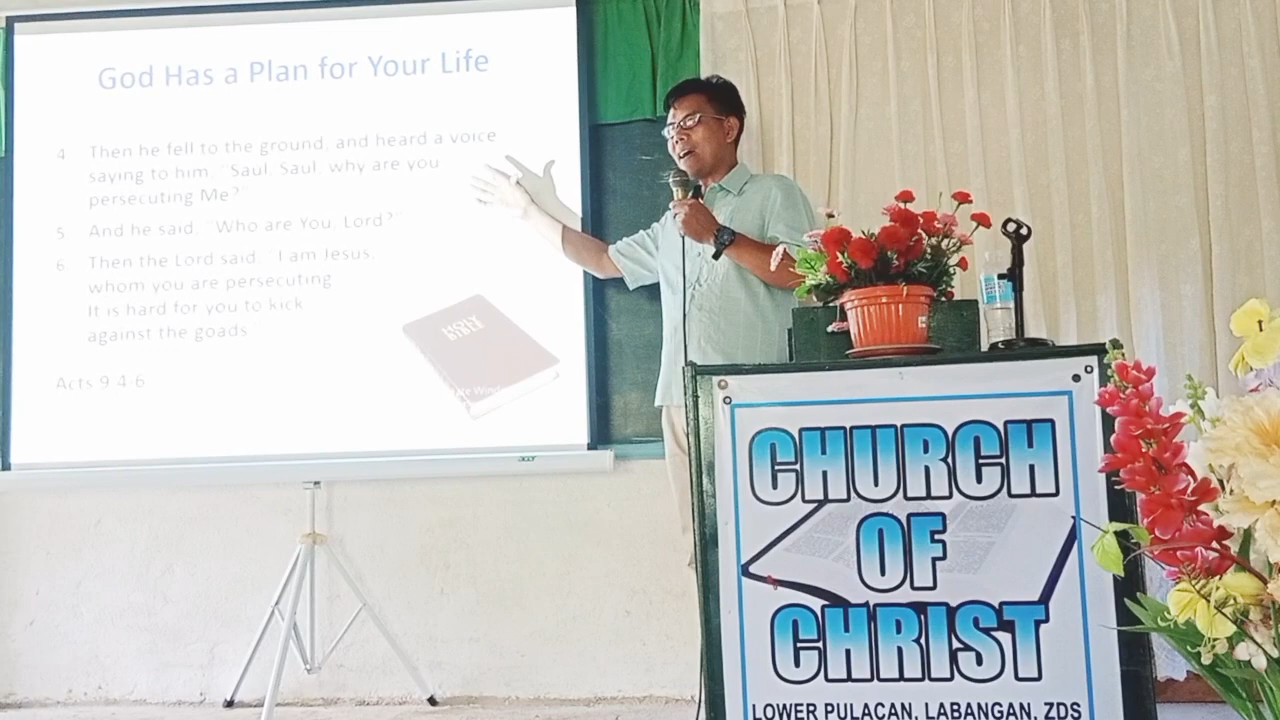 God Has a Plan for Your Life
4. Then he fell to the ground, and heard a voice
saying to him, "Saul, Saul, why are you
persecuting Me?"
5. And he said, "Who are You, Lord?"
6. Then the Lord said, "I am Jesus,
whom you are persecuting
It is hard for you to kick
against the goads
Acts 9:4-6
HOLY
BIBLE
CHURCH
OF
CHRIST
LOWER PULACAN, LABANGAN, ZDS